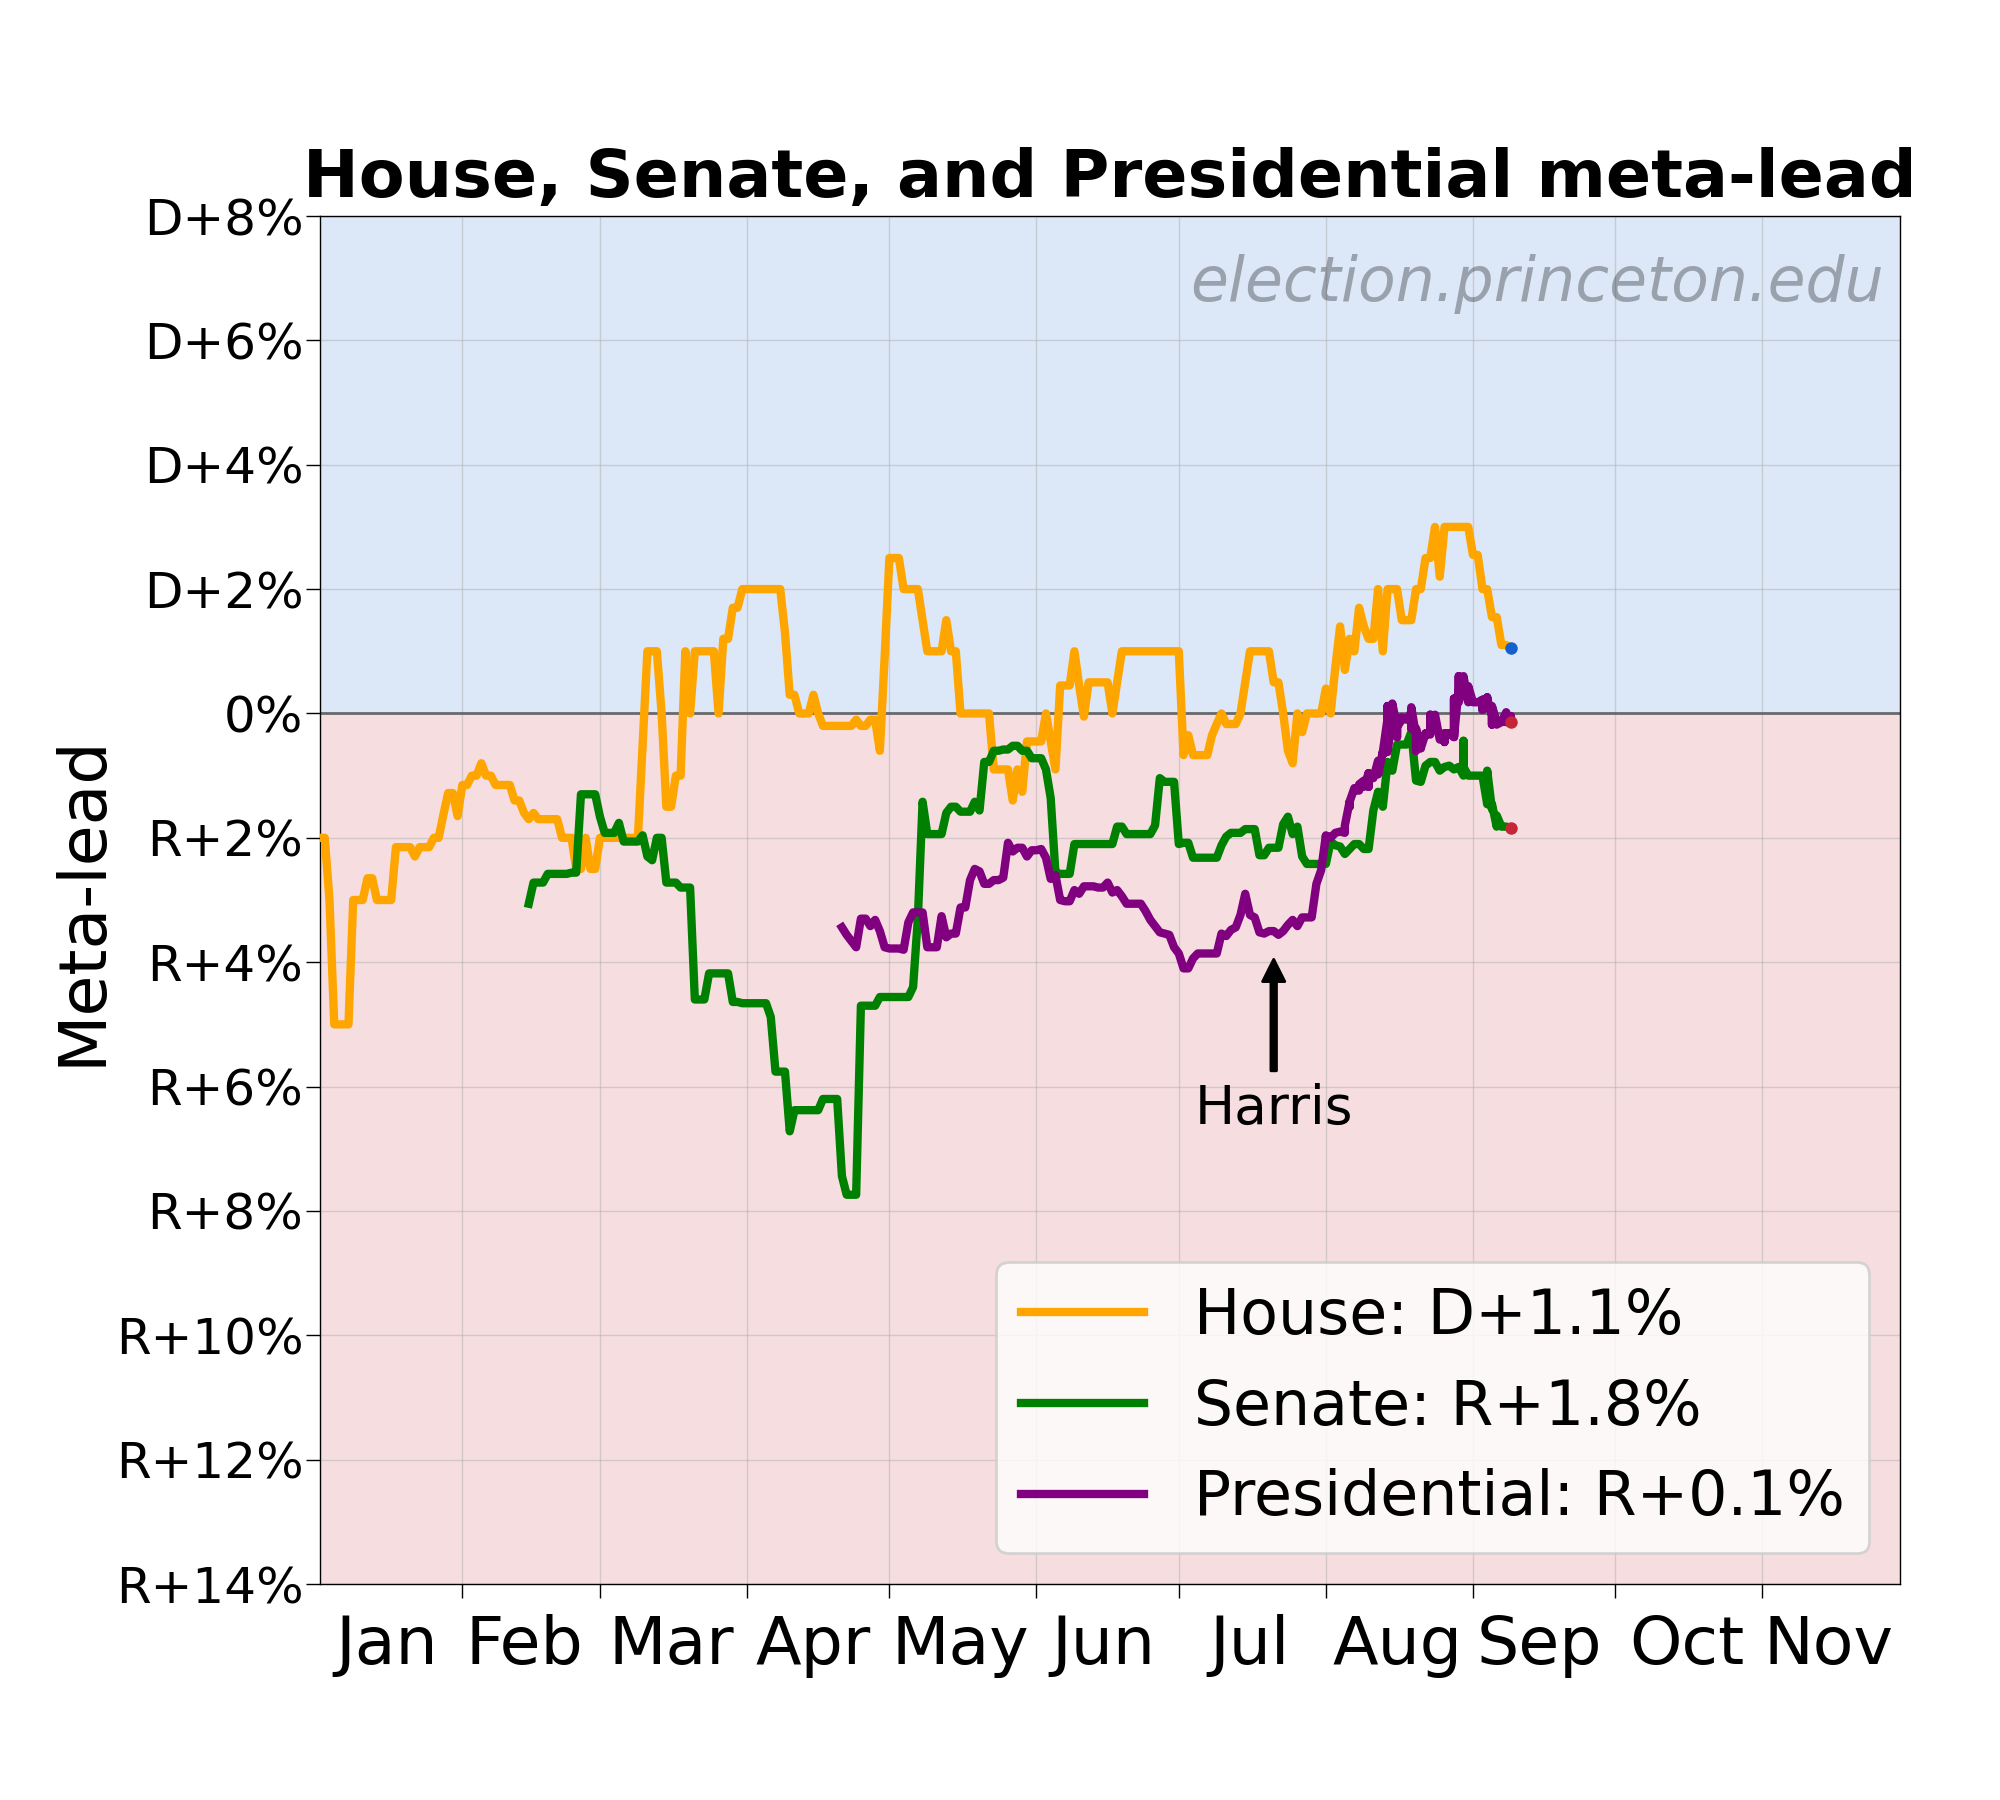 House, Senate, and Presidential meta-lead
election.princeton.edu
D+8%
D+6%
D+4%
D+2%
0%
R+2%
R+4%
R+6%
R+8%
R+10%
R+12%
R+14%
Meta-lead
Harris
House: D+1.1%
Senate: R+1.8%
Presidential: R+0.1%
Jan Feb Mar Apr May Jun Jul Aug Sep Oct Nov